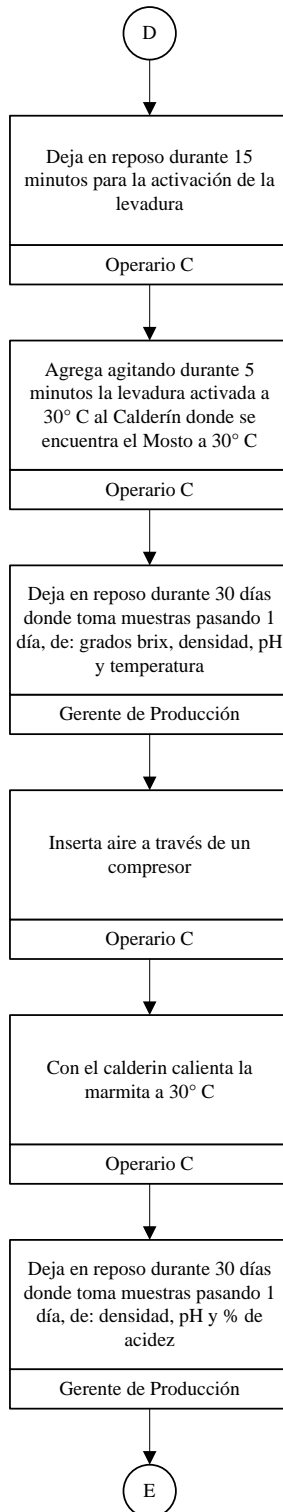 D
Deja en reposo durante 15
minutos para la activación de la
levadura
Operario C
Agrega agitando durante 5
minutos la levadura activada a
30° C al Calderín donde se
encuentra el Mosto a 30° C
Operario C
Deja en reposo durante 30 días
donde toma muestras pasando 1
día, de: grados brix, densidad, pH
y temperatura
Gerente de Producción
Inserta aire a través de un
compresor
Operario C
Con el calderin calienta la
marmita a 30° C
Operario C
Deja en reposo durante 30 días
donde toma muestras pasando 1
día, de: densidad, pH y % de
acidez
Gerente de Producción
E